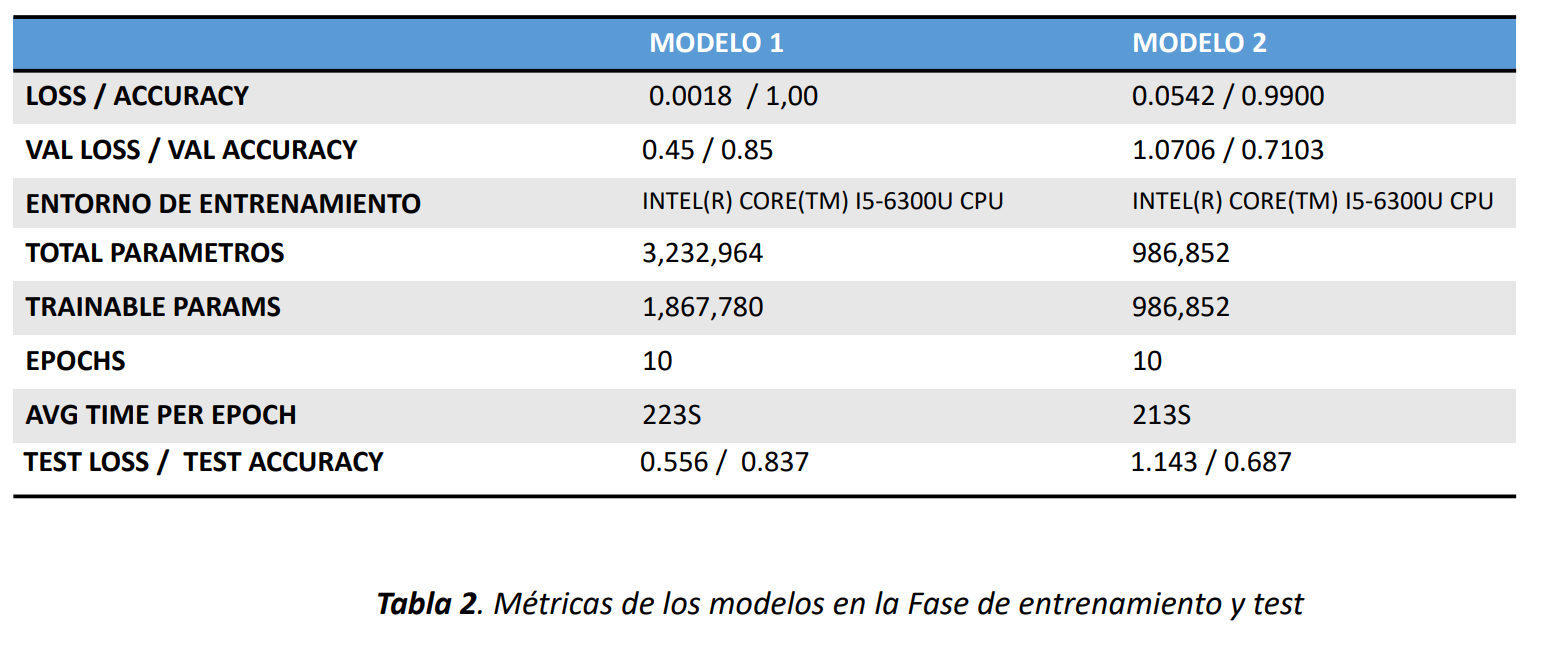 MODELO 1 MODELO 2
LOSS / ACCURACY 0.0018 / 1,00 0.0542 / 0.9900
VAL LOSS / VAL ACCURACY 0.45 / 0.85 1.0706 / 0.7103
ENTORNO DE ENTRENAMIENTO INTEL(R) CORE(TM) I5-6300U CPU INTEL(R) CORE(TM) I5-6300U CPU
TOTAL PARAMETROS 3,232,964 986,852
TRAINABLE PARAMS 1,867,780 986,852
EPOCHS 10 10
AVG TIME PER EPOCH 223S 213S
TEST LOSS / TEST ACCURACY 0.556 / 0.837 1.143 / 0.687
Tabla 2. Métricas de los modelos en la Fase de entrenamiento y test